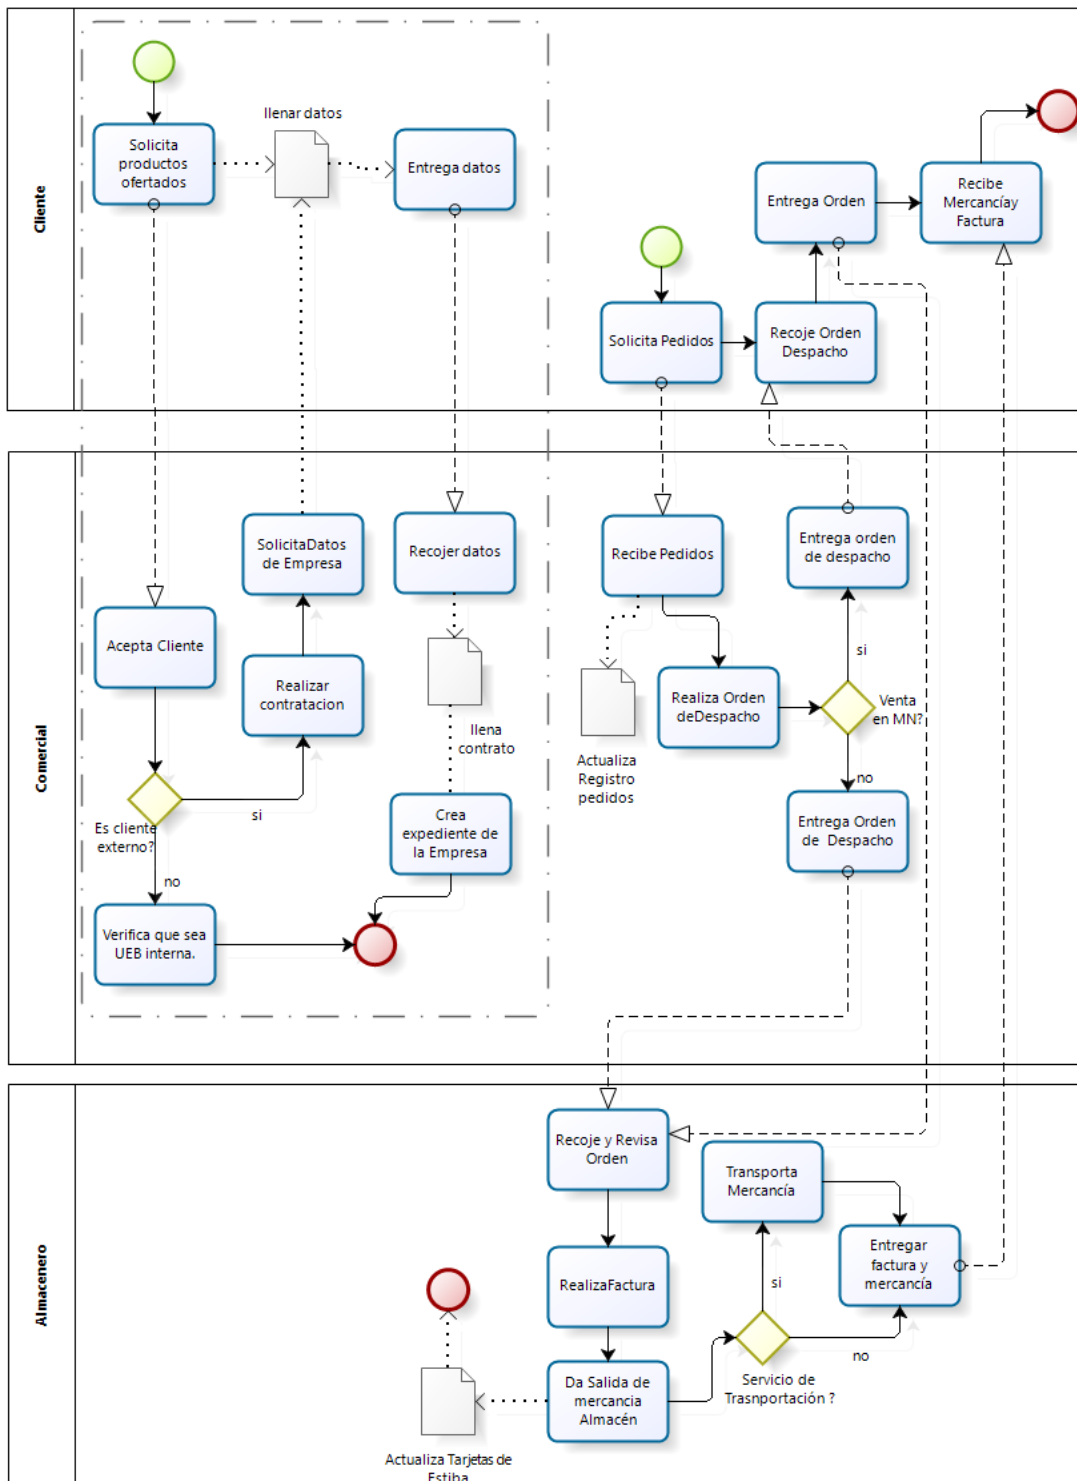 Cliente
Solicita
productos
ofertados
llenar datos
Entrega datos
Solicita Pedidos
Recoje Orden
Despacho
Entrega Orden
Recibe
Mercancíay
Factura
Comercial
Acepta Cliente
Es cliente
externo?
si
no
Verifica que sea
UEB interna.
Realizar
contratacion
SolicitaDatos
de Empresa
Recojer datos
llena
contrato
Crea
expediente de
la Empresa
Recibe Pedidos
Actualiza
Registro
pedidos
Realiza Orden
deDespacho
Venta
en MN?
si
no
Entrega orden
de despacho
Entrega Orden
de Despacho
Almacenero
Recoje y Revisa
Orden
RealizaFactura
Da Salida de
mercancia
Almacén
Actualiza Tarjetas de
Estiba
Servicio de
Trasnportación ?
si
no
Transporta
Mercancía
Entregar
factura y
mercancía